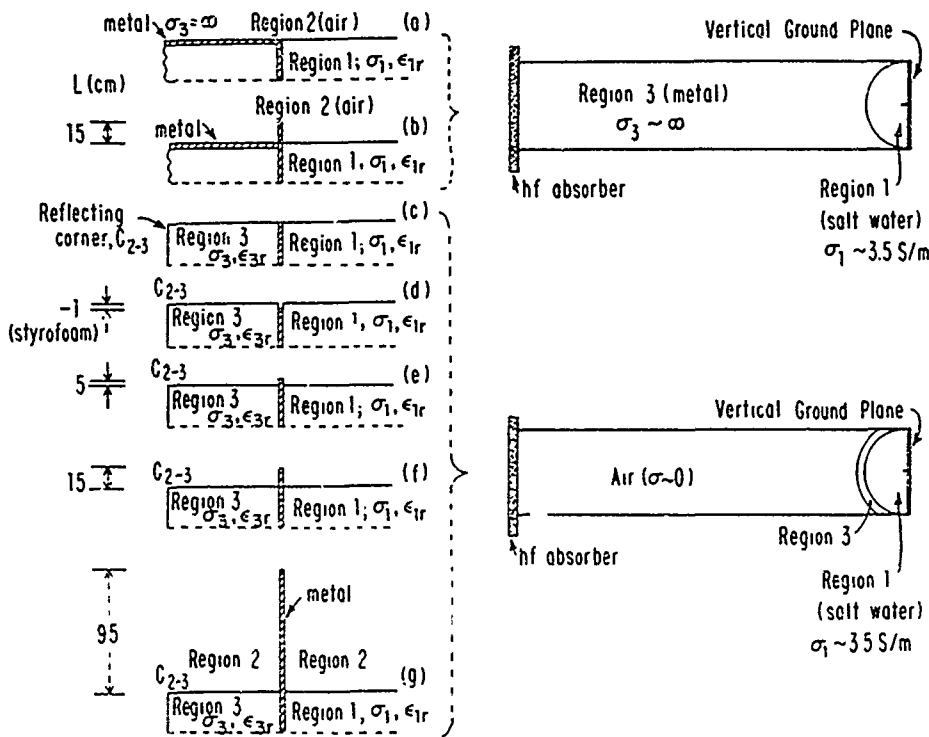 metal σ₃=∞ Region 2(air) (a)
Region 1; σ₁, ϵ₁ᵣ
L (cm)
Region 2 (air)
15 metal (b)
Region 1, σ₁, ϵ₁ᵣ
Reflecting
corner, C₂₋₃
(c)
Region 3
σ₃, ϵ₃ᵣ
Region 1; σ₁, ϵ₁ᵣ
-1
(styrofoam)
C₂₋₃ (d)
Region 3
σ₃, ϵ₃ᵣ
Region 1, σ₁, ϵ₁ᵣ
5
C₂₋₃ (e)
Region 3
σ₃, ϵ₃ᵣ
Region 1; σ₁, ϵ₁ᵣ
15
C₂₋₃ (f)
Region 3
σ₃, ϵ₃ᵣ
Region 1; σ₁, ϵ₁ᵣ
95
metal
Region 2 Region 2
C₂₋₃ (g)
Region 3
σ₃, ϵ₃ᵣ
Region 1, σ₁, ϵ₁ᵣ
Vertical Ground Plane
Region 3 (metal)
σ₃ ~ ∞
hf absorber
Region 1
(salt water)
σ₁ ~3.5 S/m
Vertical Ground Plane
Air (σ~0)
Region 3
hf absorber
Region 1
(salt water)
σ₁ ~35 S/m